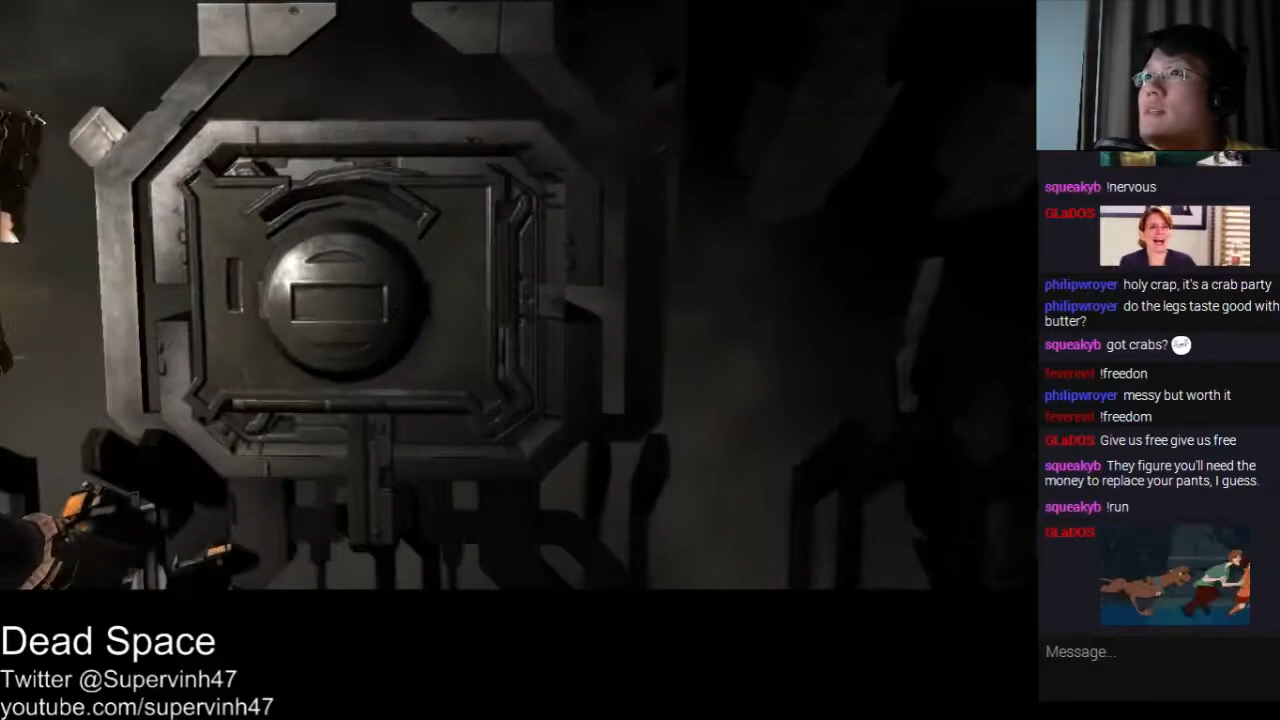 squeakyb !nervous
GLaDOS
philipwroyer holy crap, it's a crab party
philipwroyer do the legs taste good with
butter?
squeakyb got crabs?
feverexl !freedon
philipwroyer messy but worth it
feverexl !freedom
GLaDOS Give us free give us free
squeakyb They figure you'll need the
money to replace your pants, I guess.
squeakyb !run
GLaDOS
Message...
Dead Space
Twitter @Supervinh47
youtube.com/supervinh47